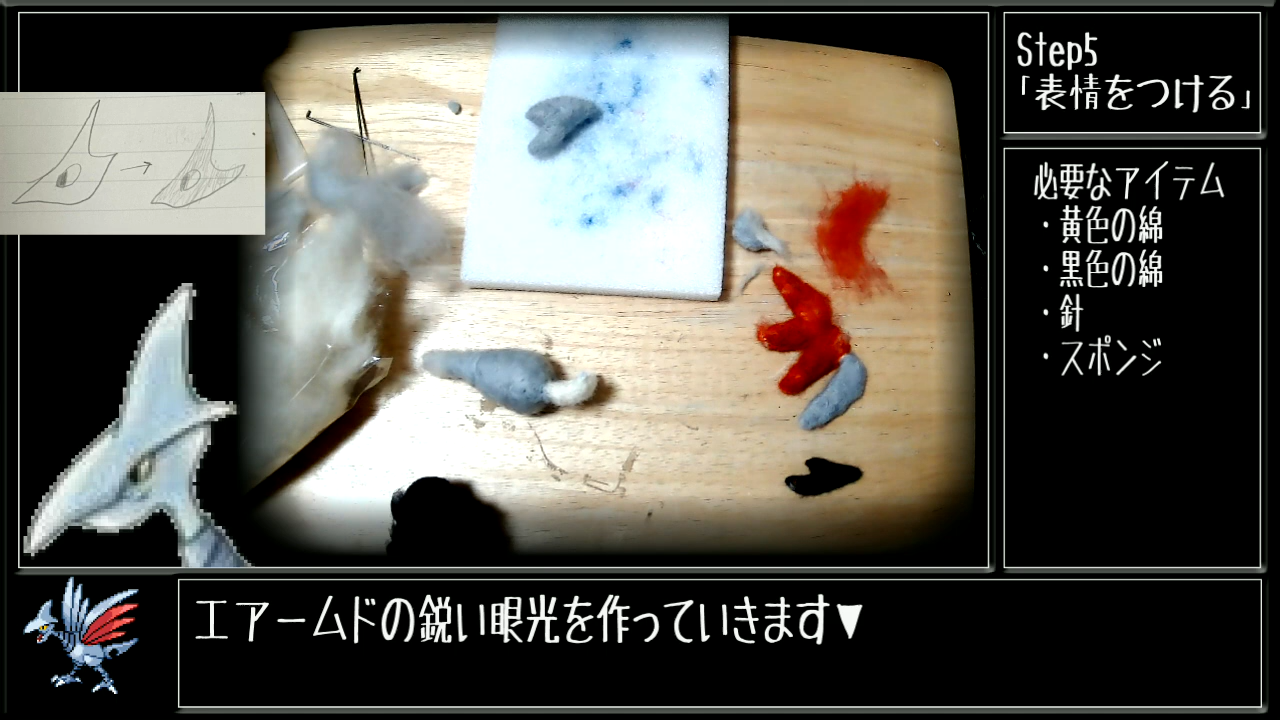 Step5
「表情をつける」
必要なアイテム
・黄色の綿
・黒色の綿
・針
・スポンジ
エアームドの鋭い眼光を作っていきます▼